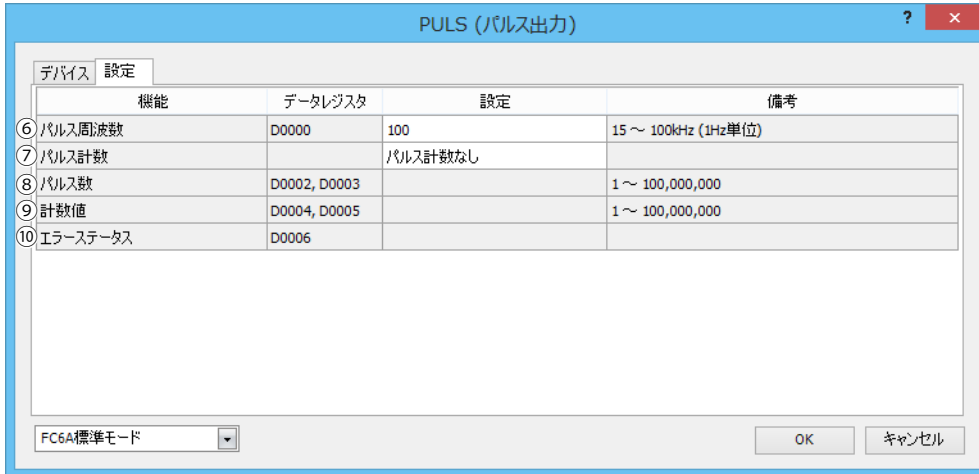 PULS (パルス出力)
? ×
デバイス 設定
機能 データレジスタ 設定 備考
⑥ パルス周波数 D0000 100 15 ～ 100kHz (1Hz単位)
⑦ パルス計数 パルス計数なし
⑧ パルス数 D0002, D0003 1 ～ 100,000,000
⑨ 計数値 D0004, D0005 1 ～ 100,000,000
⑩ エラーステータス D0006
FC6A標準モード OK キャンセル